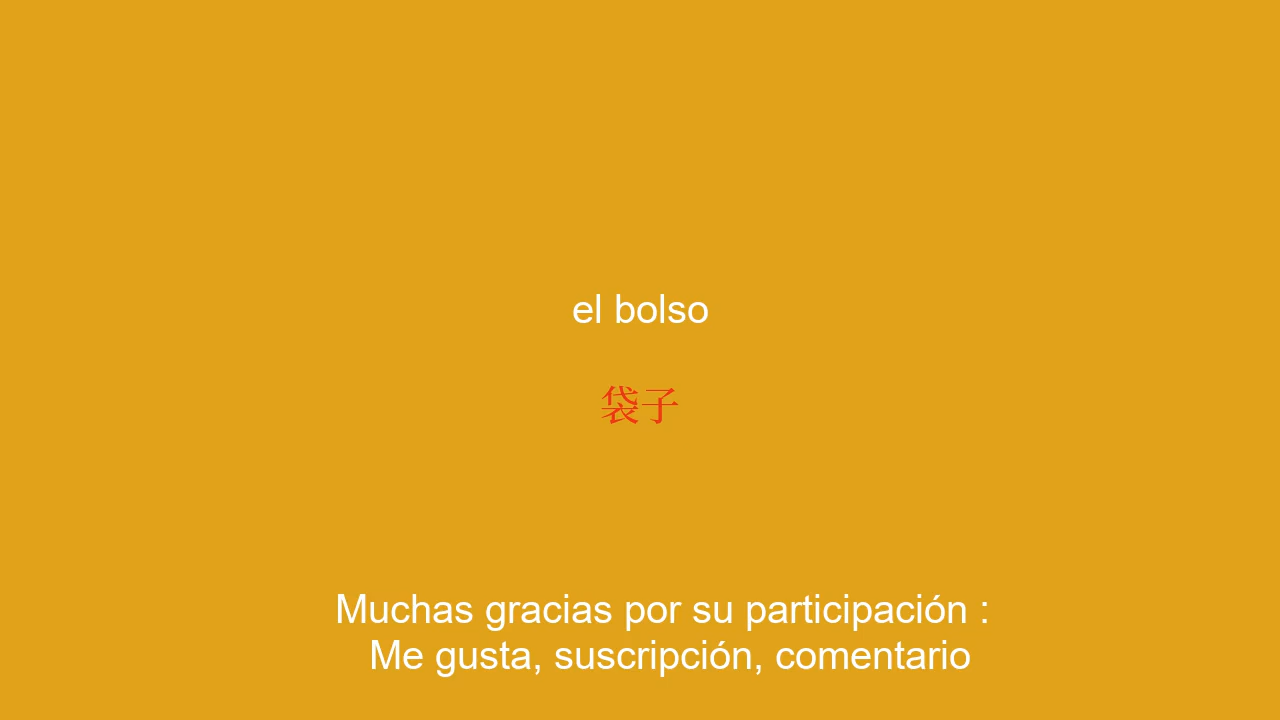 el bolso
袋子
Muchas gracias por su participación :
Me gusta, suscripción, comentario